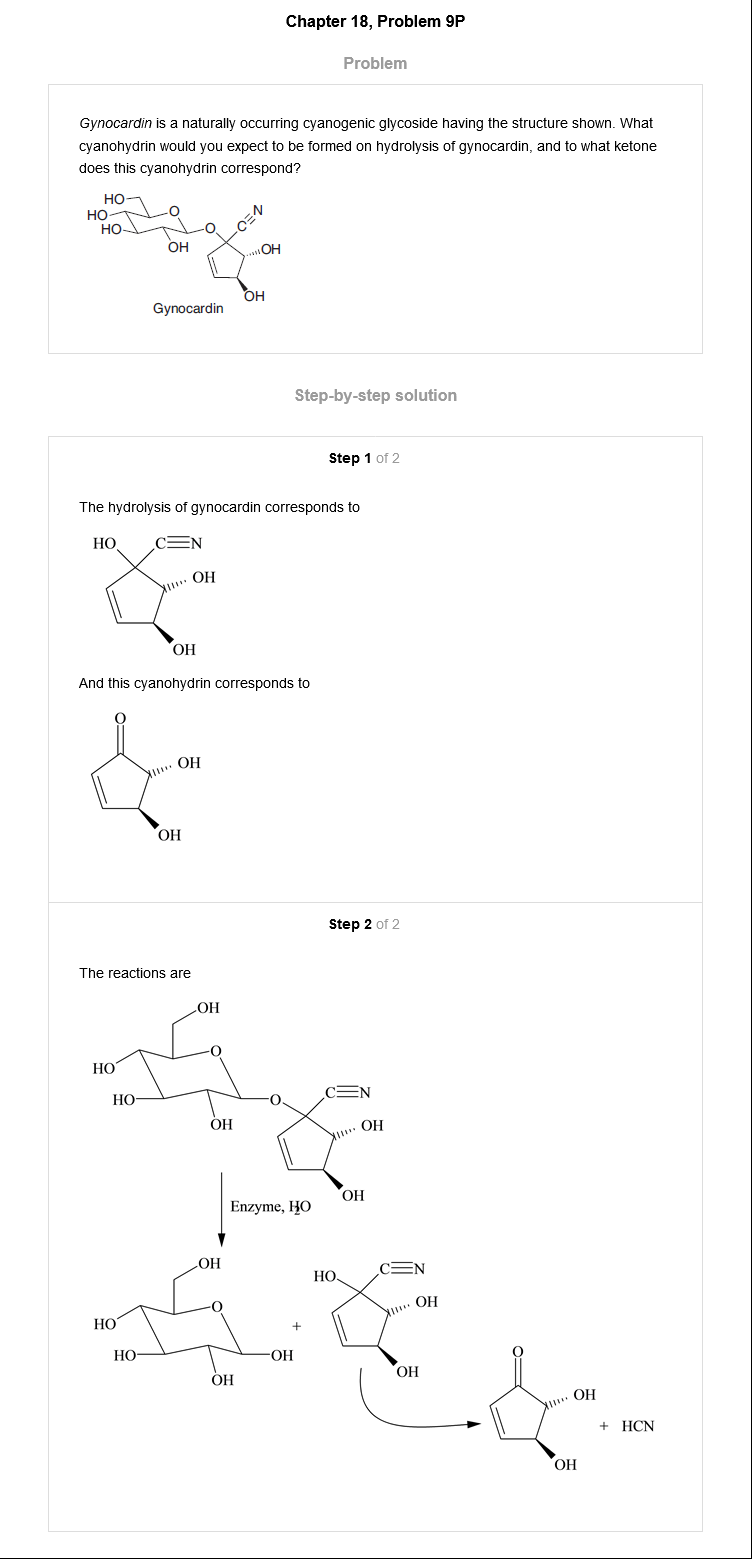 Chapter 18, Problem 9P
Problem
Gynocardin is a naturally occurring cyanogenic glycoside having the structure shown. What
cyanohydrin would you expect to be formed on hydrolysis of gynocardin, and to what ketone
does this cyanohydrin correspond?
HO
HO
O
HO
OH
O
C
N
OH
OH
Gynocardin
Step-by-step solution
Step 1 of 2
The hydrolysis of gynocardin corresponds to
HO
C
N
OH
OH
And this cyanohydrin corresponds to
O
OH
OH
Step 2 of 2
The reactions are
OH
O
HO
HO
O
C
N
OH
OH
OH
Enzyme, H2O
OH
HO
C
N
O
OH
HO
+
HO
OH
OH
OH
O
OH
+ HCN
OH